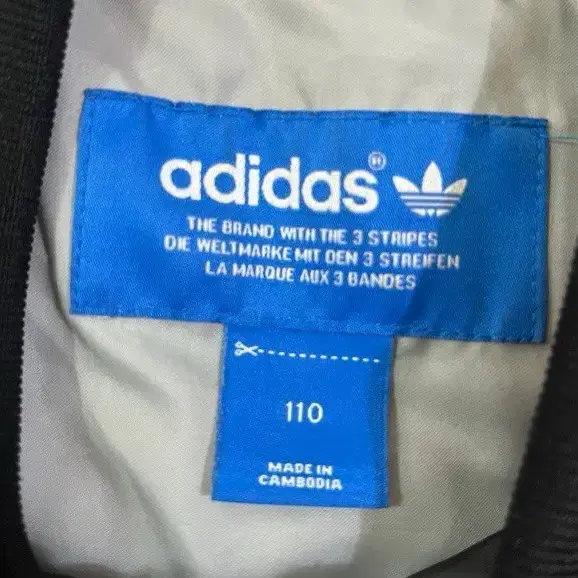 adidas®
THE BRAND WITH THE 3 STRIPES
DIE WELTMARKE MIT DEN 3 STREIFEN
LA MARQUE AUX 3 BANDES
110
MADE IN
CAMBODIA